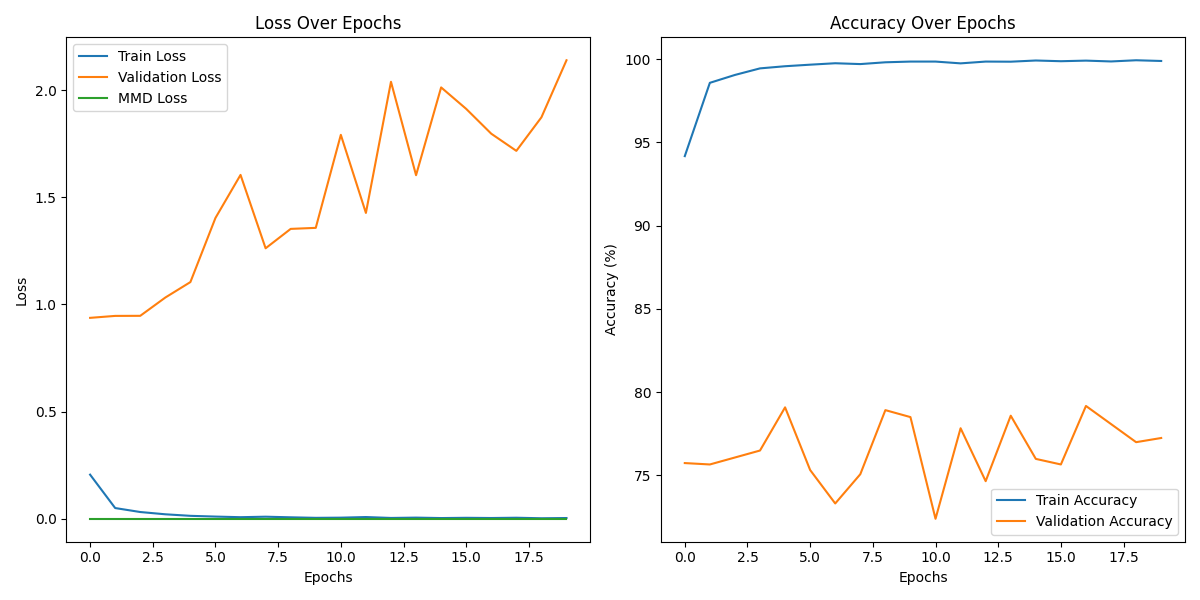 Loss Over Epochs
Train Loss
Validation Loss
MMD Loss
2.0
1.5
1.0
0.5
0.0
Loss
0.0 2.5 5.0 7.5 10.0 12.5 15.0 17.5
Epochs
Accuracy Over Epochs
100
95
90
85
80
75
Accuracy (%)
Train Accuracy
Validation Accuracy
0.0 2.5 5.0 7.5 10.0 12.5 15.0 17.5
Epochs